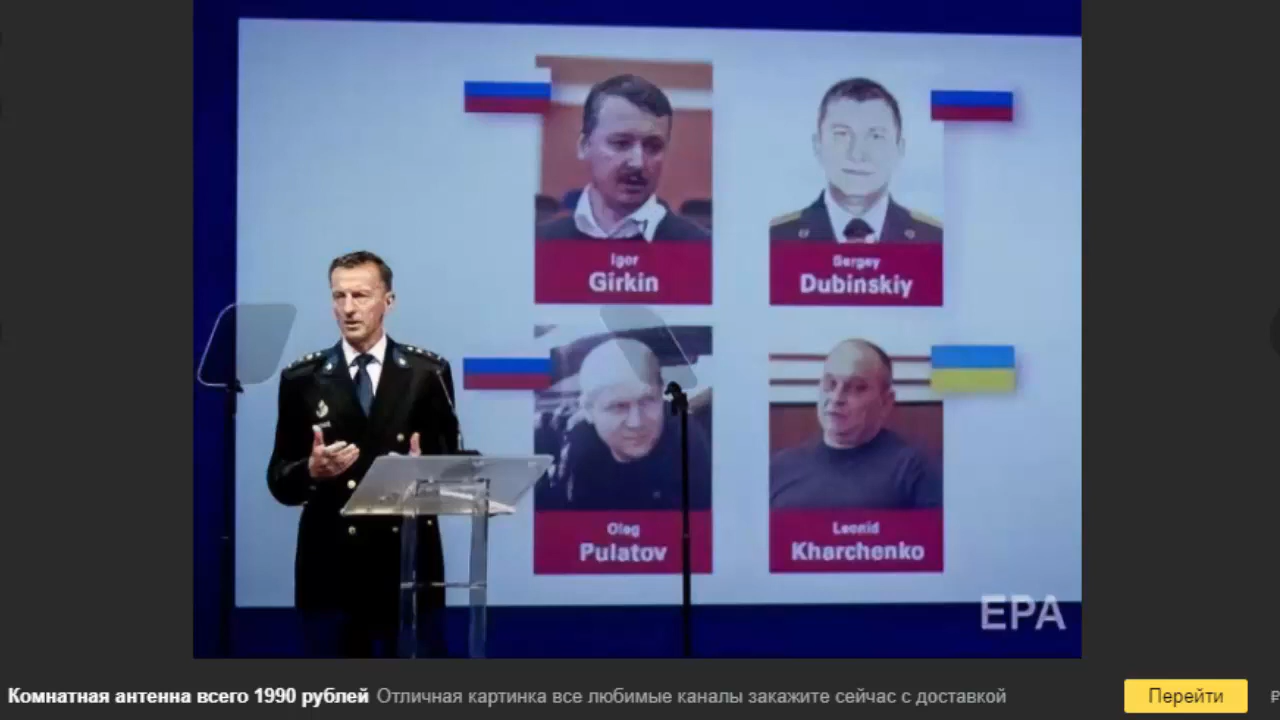 Igor
Girkin
Sergey
Dubinskiy
Oleg
Pulatov
Leonid
Kharchenko
EPA
Комнатная антенна всего 1990 рублей Отличная картинка все любимые каналы закажите сейчас с доставкой
Перейти